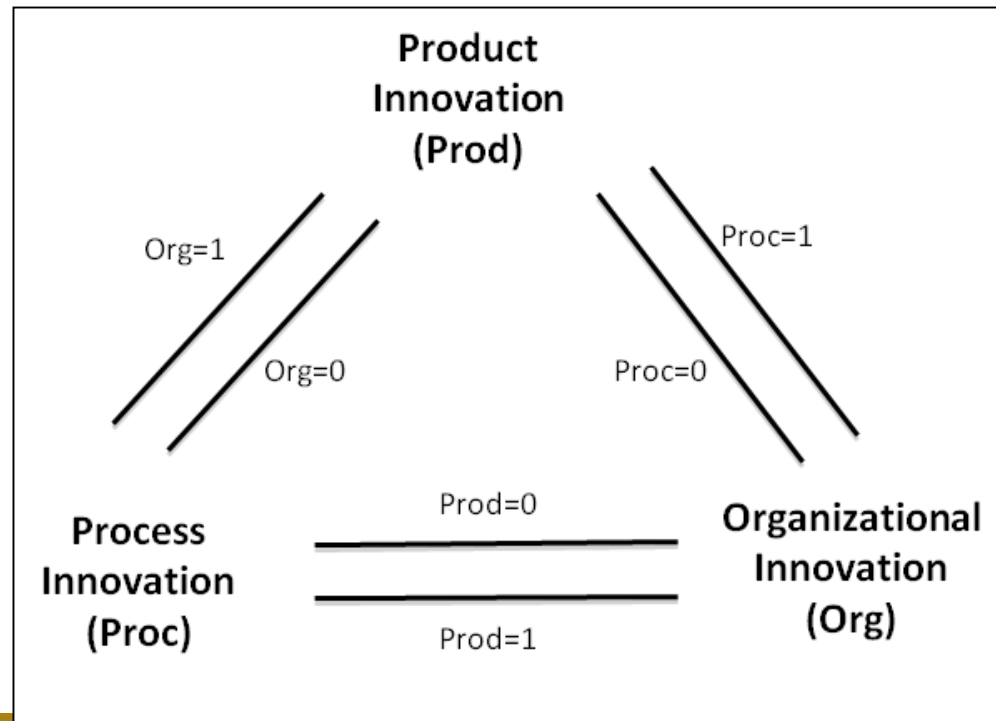 Product
Innovation
(Prod)
Org=1
Proc=1
Org=0
Proc=0
Prod=0
Process
Innovation
(Proc)
Organizational
Innovation
(Org)
Prod=1